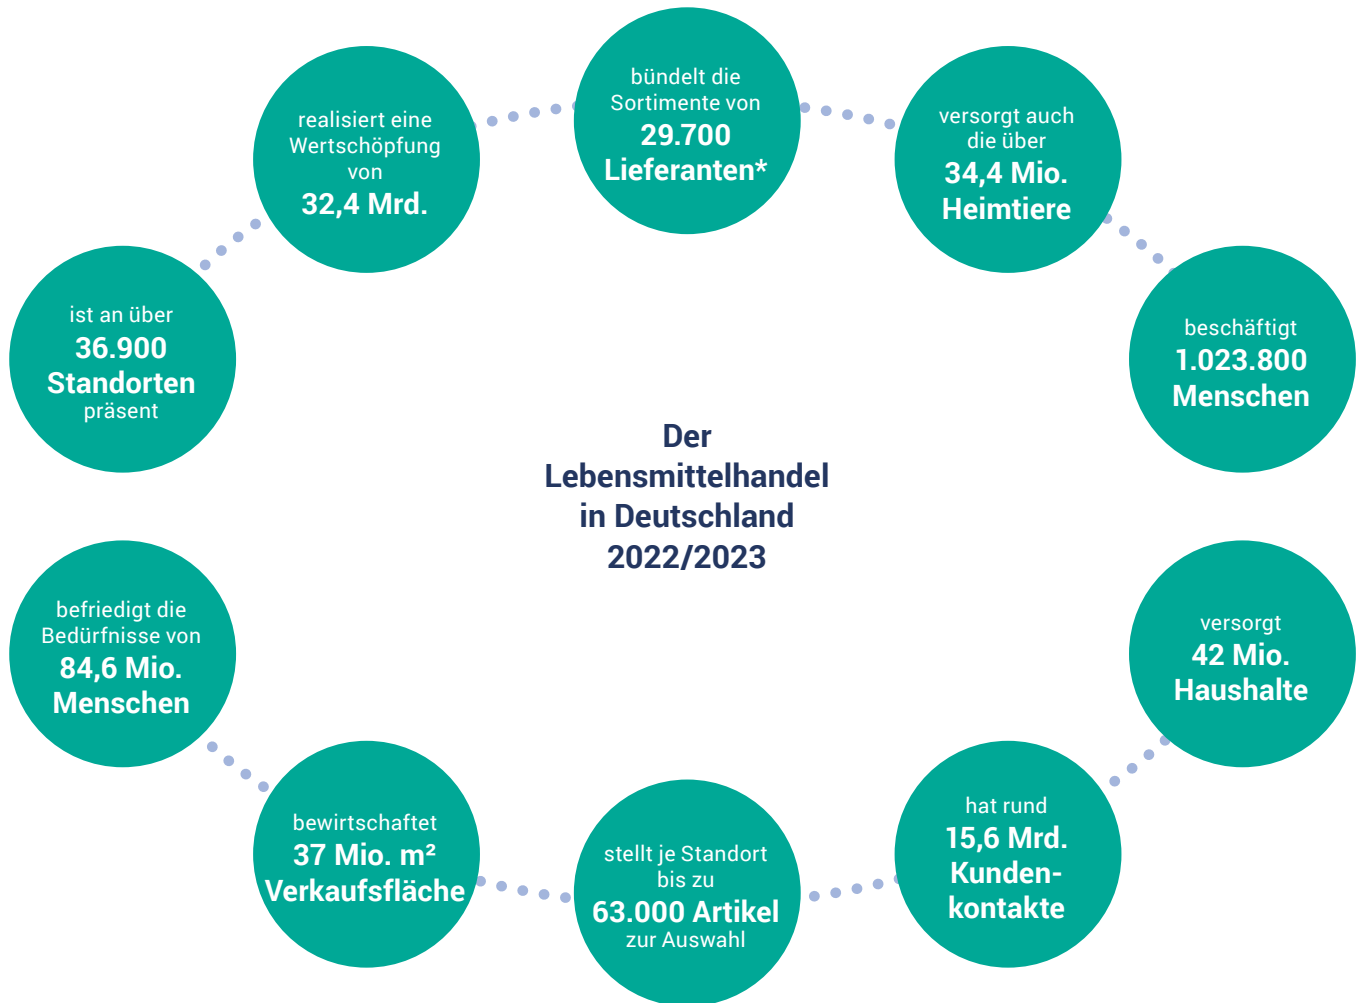 bündelt die
Sortimente von
29.700
Lieferanten*
realisiert eine
Wertschöpfung
von
32,4 Mrd.
versorgt auch
die über
34,4 Mio.
Heimtiere
ist an über
36.900
Standorten
präsent
beschäftigt
1.023.800
Menschen
Der
Lebensmittelhandel
in Deutschland
2022/2023
befriedigt die
Bedürfnisse von
84,6 Mio.
Menschen
versorgt
42 Mio.
Haushalte
bewirtschaftet
37 Mio. m²
Verkaufsfläche
stellt je Standort
bis zu
63.000 Artikel
zur Auswahl
hat rund
15,6 Mrd.
Kunden-
kontakte